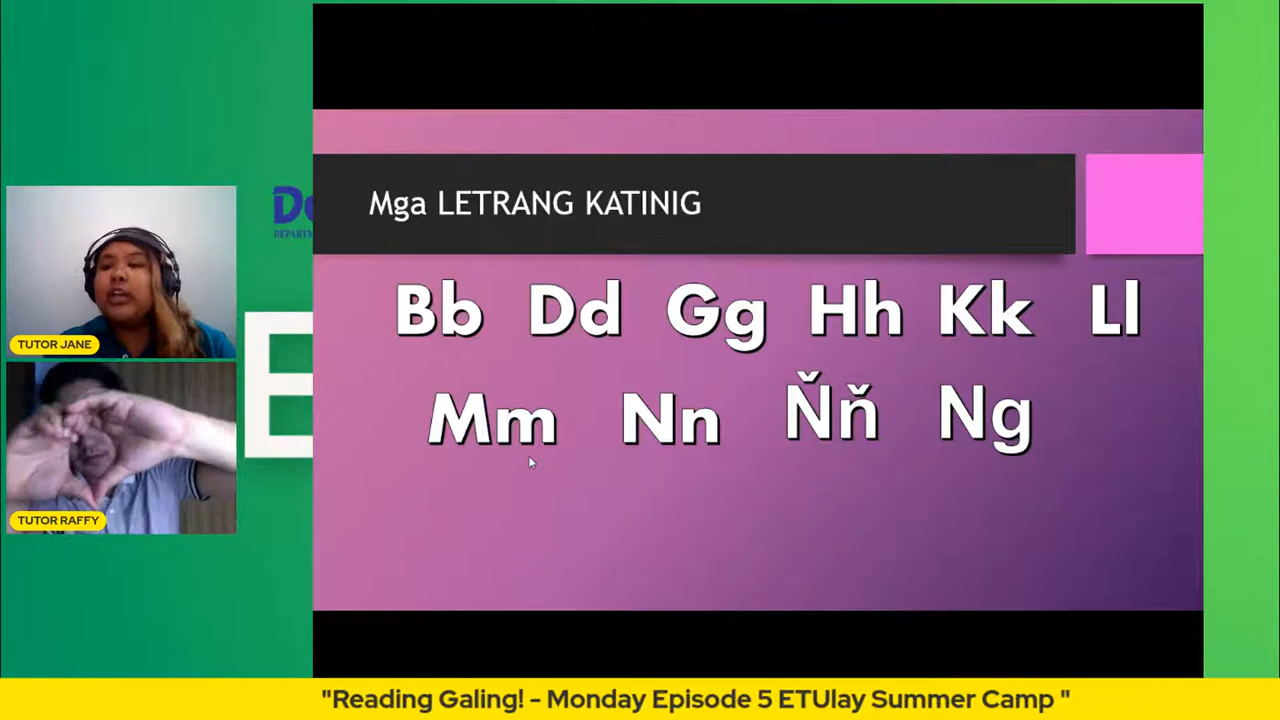 Mga LETRANG KATINIG
Bb Dd Gg Hh Kk Ll
Mm Nn Ňň Ng
TUTOR JANE
TUTOR RAFFY
"Reading Galing! - Monday Episode 5 ETUlay Summer Camp "